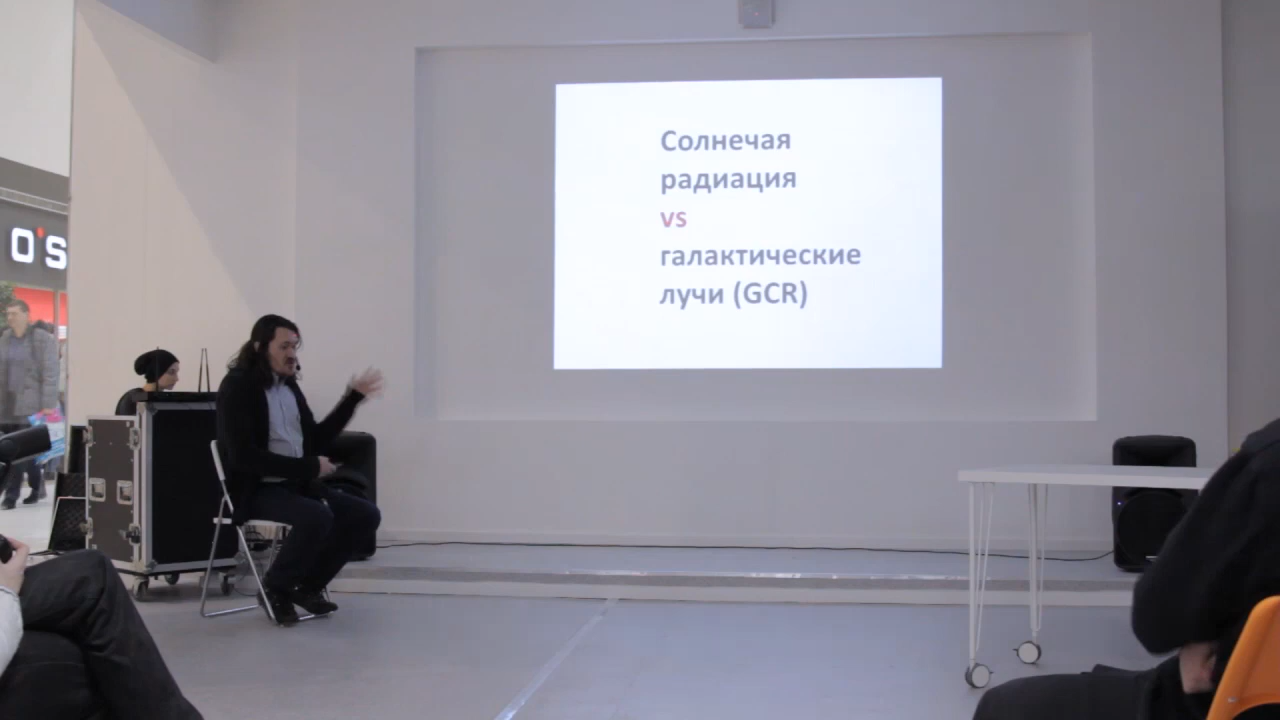 Солнечая
радиация
vs
галактические
лучи (GCR)
O'S